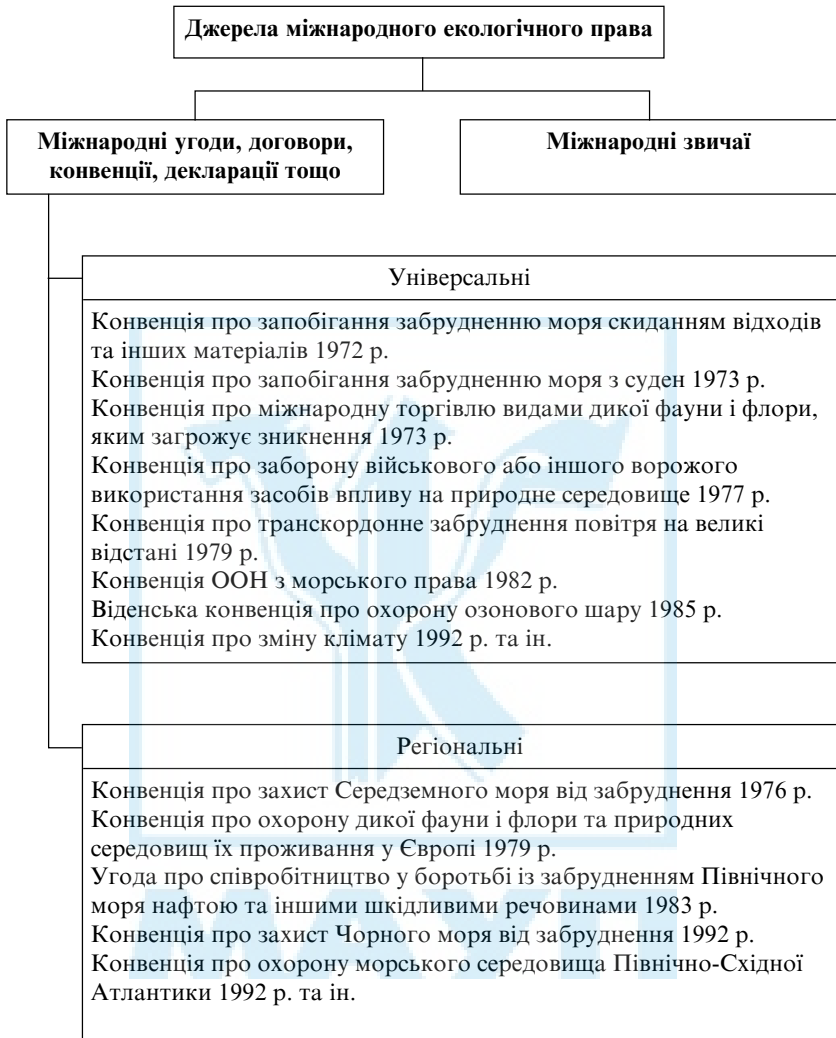 Джерела міжнародного екологічного права
Міжнародні угоди, договори,
конвенції, декларації тощо
Міжнародні звичаї
Універсальні
Конвенція про запобігання забрудненню моря скиданням відходів
та інших матеріалів 1972 р.
Конвенція про запобігання забрудненню моря з суден 1973 р.
Конвенція про міжнародну торгівлю видами дикої фауни і флори,
яким загрожує зникнення 1973 р.
Конвенція про заборону військового або іншого ворожого
використання засобів впливу на природне середовище 1977 р.
Конвенція про транскордонне забруднення повітря на великі
відстані 1979 р.
Конвенція ООН з морського права 1982 р.
Віденська конвенція про охорону озонового шару 1985 р.
Конвенція про зміну клімату 1992 р. та ін.
Регіональні
Конвенція про захист Середземного моря від забруднення 1976 р.
Конвенція про охорону дикої фауни і флори та природних
середовищ їх проживання у Європі 1979 р.
Угода про співробітництво у боротьбі із забрудненням Північного
моря нафтою та іншими шкідливими речовинами 1983 р.
Конвенція про захист Чорного моря від забруднення 1992 р.
Конвенція про охорону морського середовища Північно-Східної
Атлантики 1992 р. та ін.
МАУП